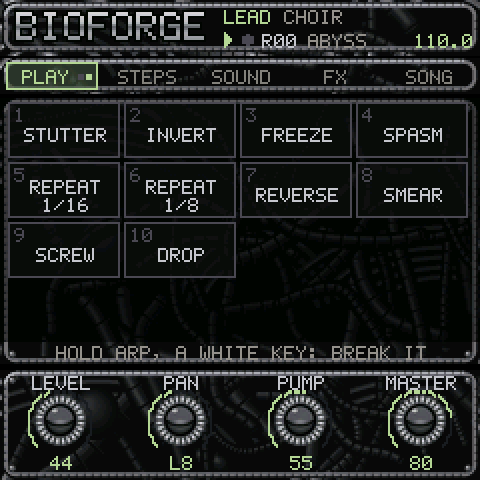 BIOFORGE
LEAD CHOIR
R00 ABYSS 110.0
PLAY STEPS SOUND FX SONG
1 STUTTER
2 INVERT
3 FREEZE
4 SPASM
5 REPEAT
1/16
6 REPEAT
1/8
7 REVERSE
8 SMEAR
9 SCREW
10 DROP
HOLD ARP, A WHITE KEY: BREAK IT
LEVEL PAN PUMP MASTER
44 L8 55 80